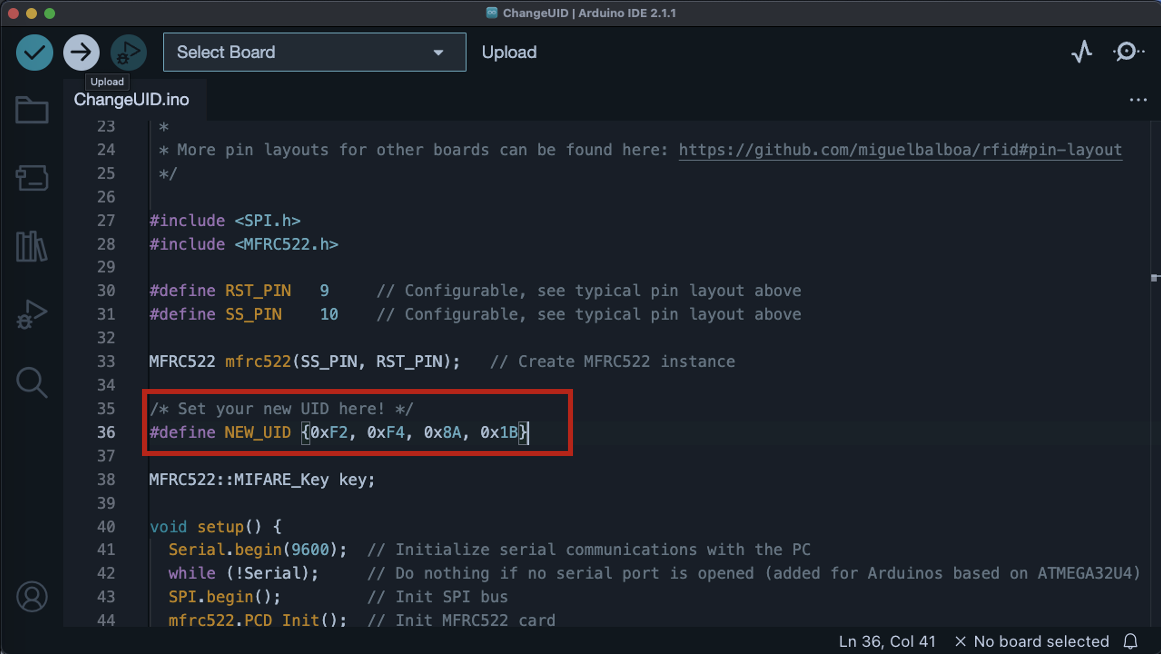 ChangeUID | Arduino IDE 2.1.1
Select Board
Upload
Upload
ChangeUID.ino
23 *
24 * More pin layouts for other boards can be found here: https://github.com/miguelbalboa/rfid#pin-layout
25 */
26
27 #include <SPI.h>
28 #include <MFRC522.h>
29
30 #define RST_PIN 9 // Configurable, see typical pin layout above
31 #define SS_PIN 10 // Configurable, see typical pin layout above
32
33 MFRC522 mfrc522(SS_PIN, RST_PIN); // Create MFRC522 instance
34
35 /* Set your new UID here! */
36 #define NEW_UID {0xF2, 0xF4, 0x8A, 0x1B}
37
38 MFRC522::MIFARE_Key key;
39
40 void setup() {
41 Serial.begin(9600); // Initialize serial communications with the PC
42 while (!Serial); // Do nothing if no serial port is opened (added for Arduinos based on ATMEGA32U4)
43 SPI.begin(); // Init SPI bus
44 mfrc522.PCD_Init(); // Init MFRC522 card
Ln 36, Col 41 × No board selected